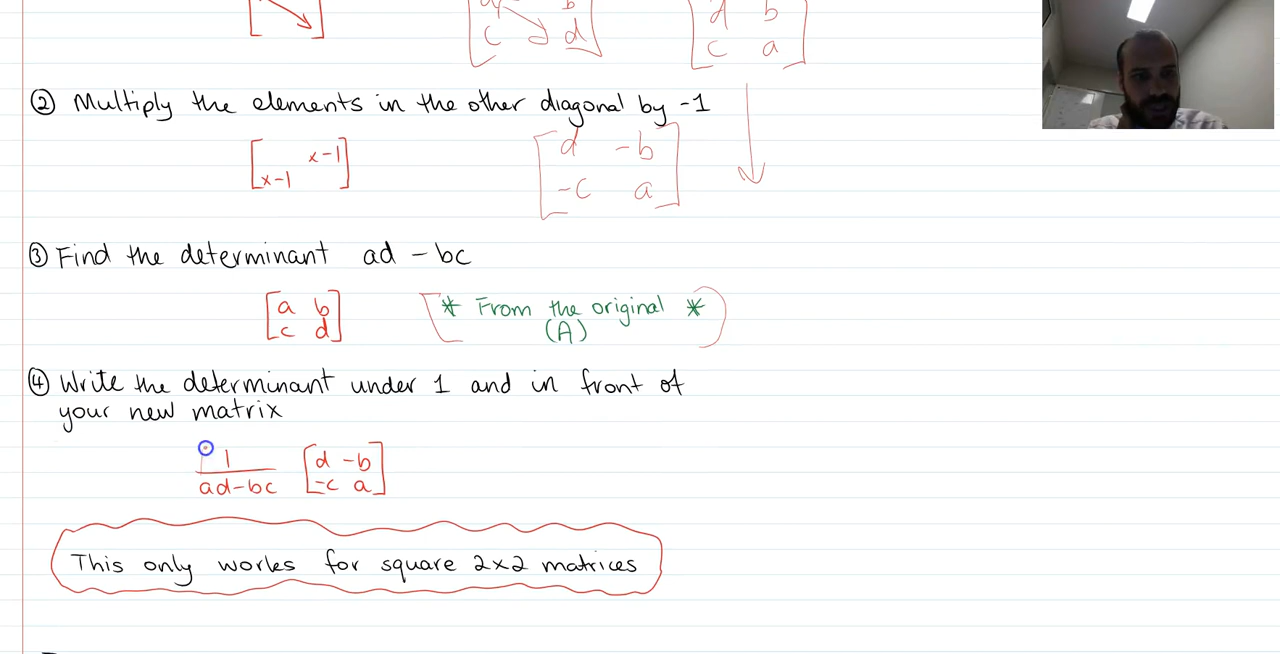 a b
c d
d b
c a
② Multiply the elements in the other diagonal by -1
x-1
x-1
d -b
-c a
③ Find the determinant ad - bc
a b
c d
* From the original *
(A)
④ Write the determinant under 1 and in front of
your new matrix
1
ad-bc
d -b
-c a
This only works for square 2x2 matrices